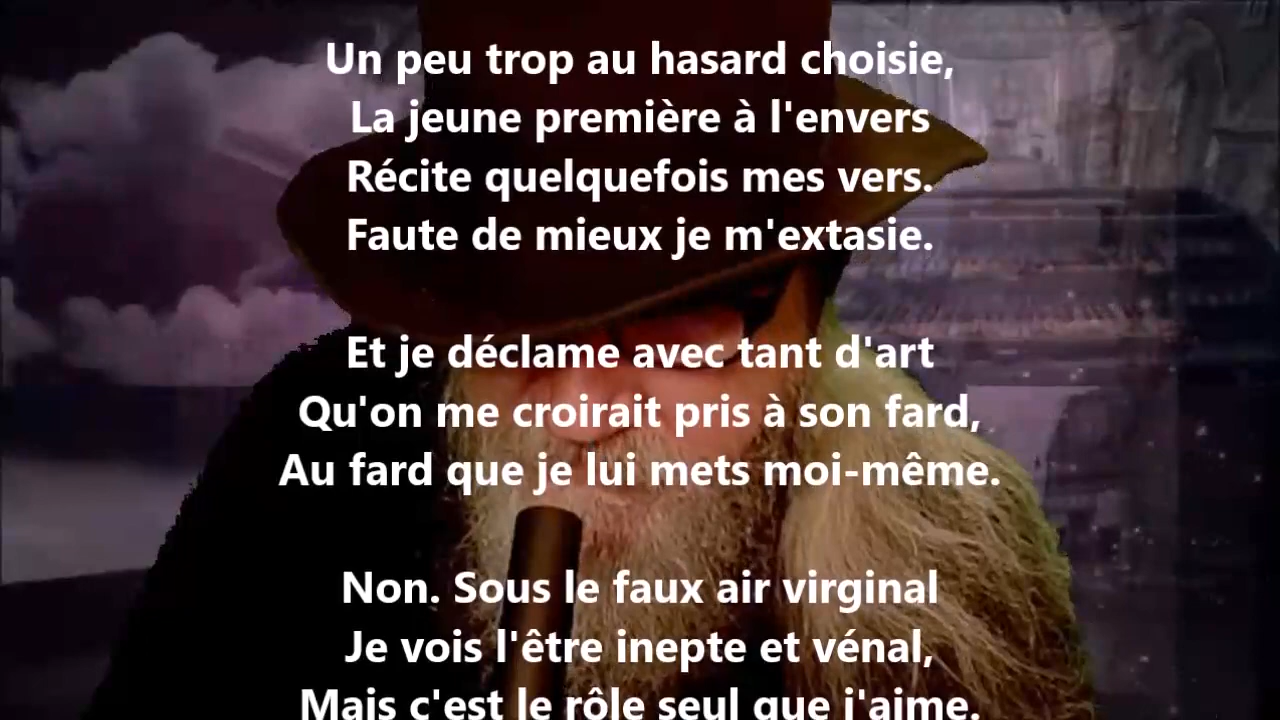 Un peu trop au hasard choisie,
La jeune première à l'envers
Récite quelquefois mes vers.
Faute de mieux je m'extasie.
Et je déclame avec tant d'art
Qu'on me croirait pris à son fard,
Au fard que je lui mets moi-même.
Non. Sous le faux air virginal
Je vois l'être inepte et vénal,
Mais c'est le rôle seul que j'aime.